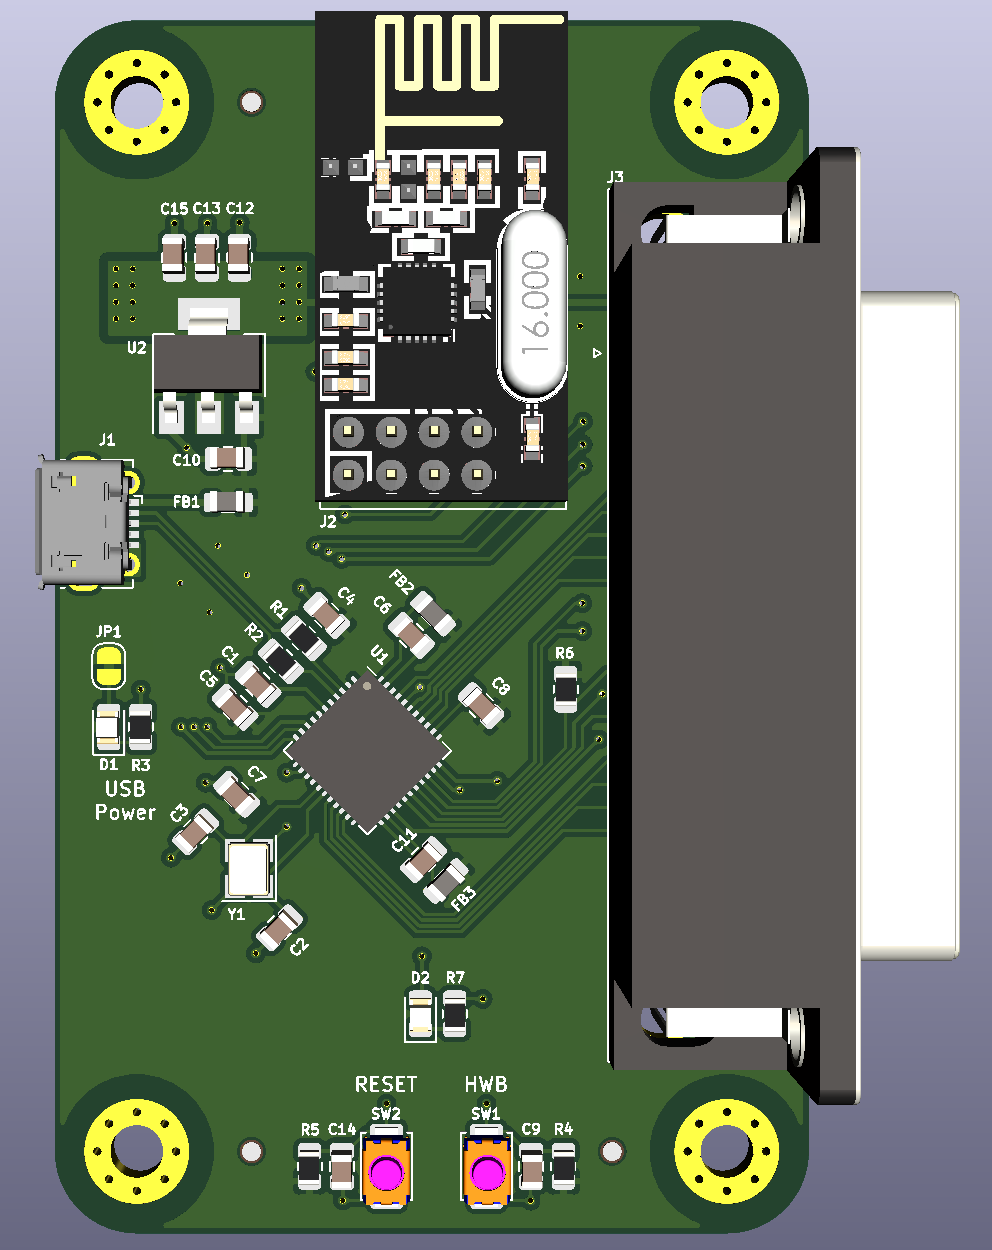 J3
C15 C13 C12
16.000
U2
J1
C10
FB1
J2
FB2
C4
C6
R1
R2
U1
JP1
C1
R6
C5
C8
D1 R3
USB
Power
C7
C3
C11
FB3
Y1
C2
D2 R7
RESET HWB
SW2 SW1
R5 C14 C9 R4